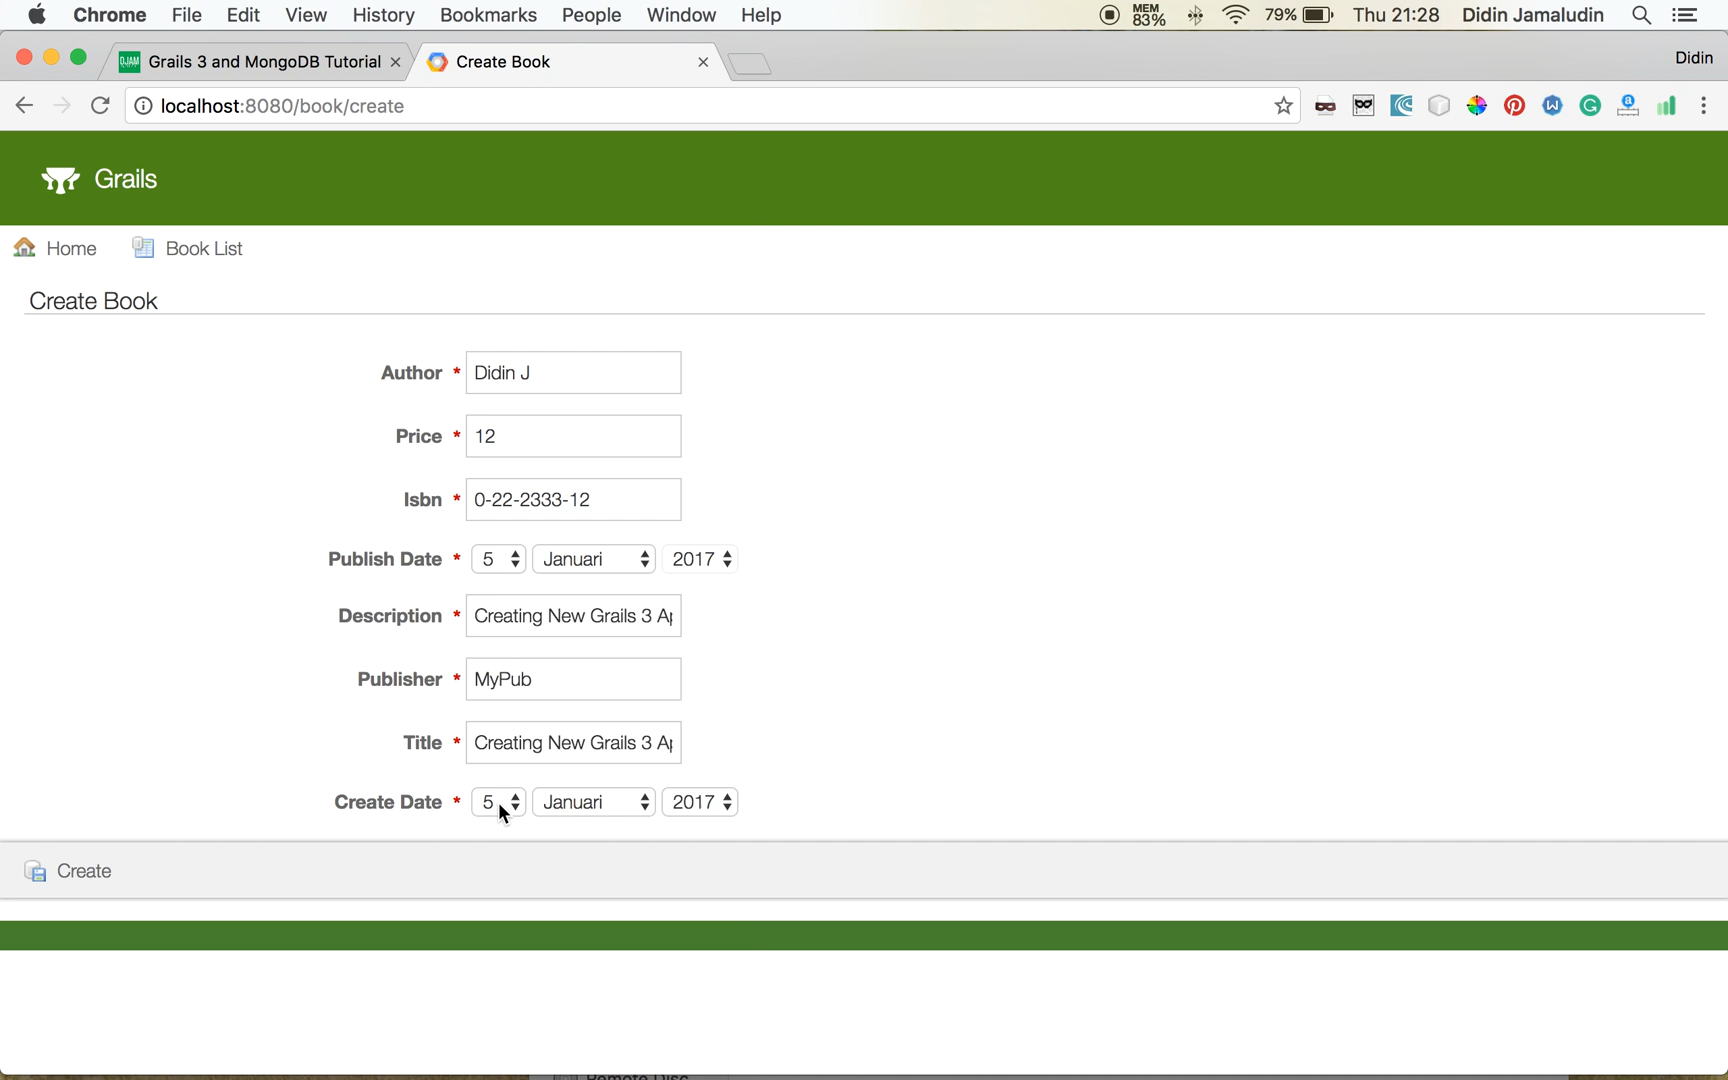 Chrome File Edit View History Bookmarks People Window Help MEM 83% 79% Thu 21:28 Didin Jamaludin
DJAM Grails 3 and MongoDB Tutorial Create Book Didin
localhost:8080/book/create
Grails
Home Book List
Create Book
Author * Didin J
Price * 12
Isbn * 0-22-2333-12
Publish Date * 5 Januari 2017
Description * Creating New Grails 3 Ap
Publisher * MyPub
Title * Creating New Grails 3 Ap
Create Date * 5 Januari 2017
Create
Remote Disc